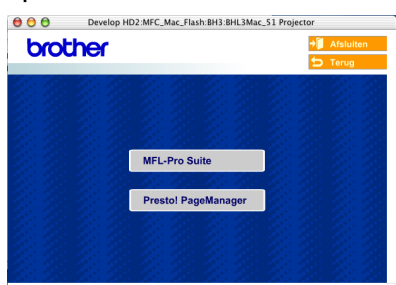 Develop HD2:MFC_Mac_Flash:BH3:BHL3Mac_S1 Projector
brother
Afsluiten
Terug
MFL-Pro Suite
Presto! PageManager